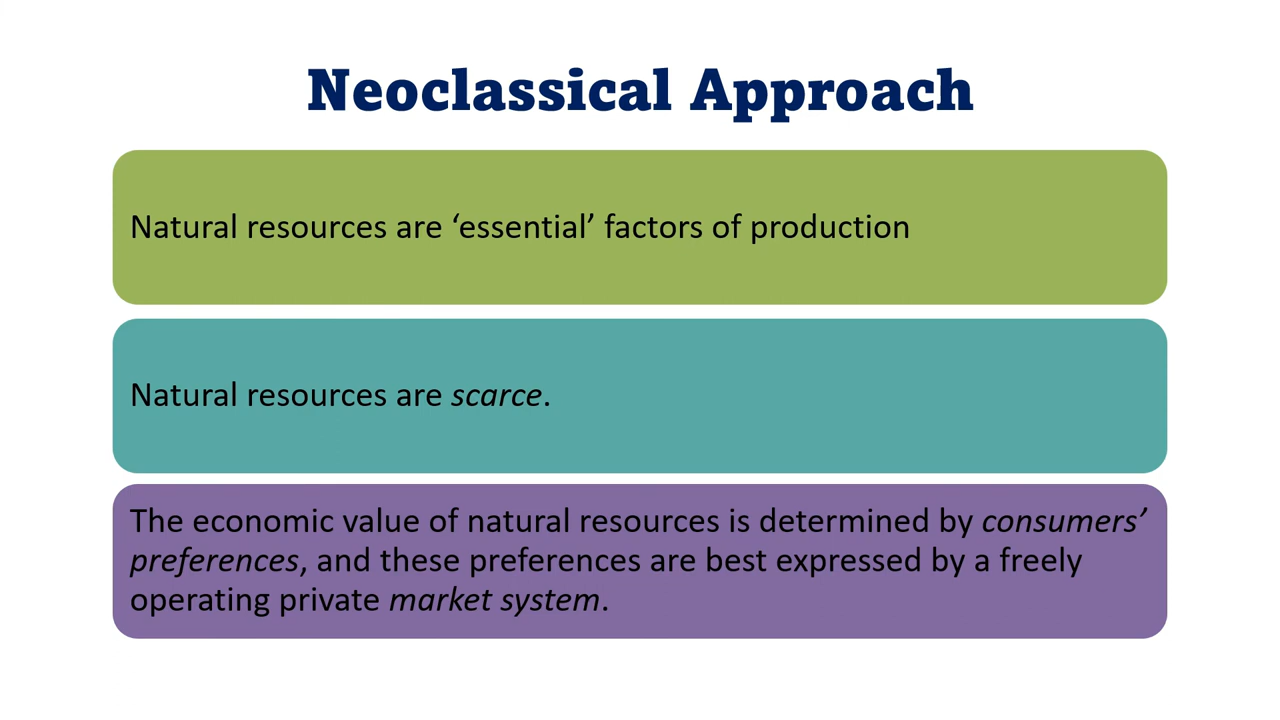 Neoclassical Approach
Natural resources are ‘essential’ factors of production
Natural resources are scarce.
The economic value of natural resources is determined by consumers’
preferences, and these preferences are best expressed by a freely
operating private market system.